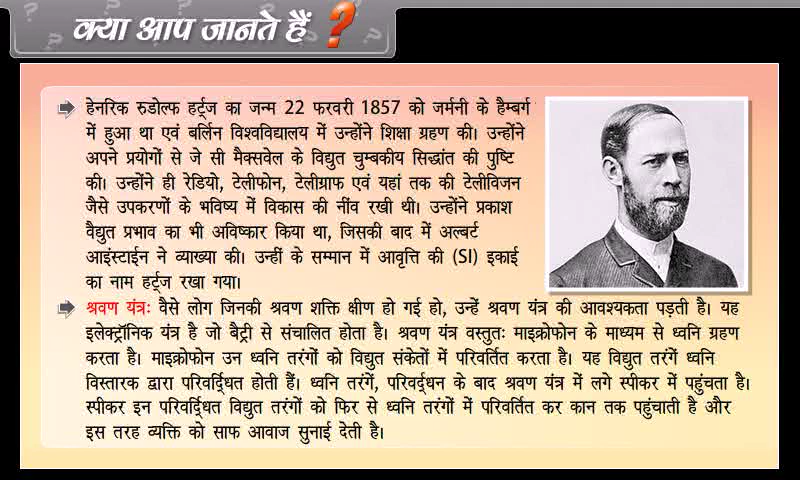 क्या आप जानते हैं ?
हेनरिक रुडोल्फ हर्ट्ज का जन्म 22 फरवरी 1857 को जर्मनी के हैम्बर्ग
में हुआ था एवं बर्लिन विश्वविद्यालय में उन्होंने शिक्षा ग्रहण की। उन्होंने
अपने प्रयोगों से जे सी मैक्सवेल के विद्युत चुम्बकीय सिद्धांत की पुष्टि
की। उन्होंने ही रेडियो, टेलीफोन, टेलीग्राफ एवं यहां तक की टेलीविजन
जैसे उपकरणों के भविष्य में विकास की नींव रखी थी। उन्होंने प्रकाश
वैद्युत प्रभाव का भी अविष्कार किया था, जिसकी बाद में अल्बर्ट
आइंस्टाईन ने व्याख्या की। उन्हीं के सम्मान में आवृत्ति की (SI) इकाई
का नाम हर्ट्ज रखा गया।
श्रवण यंत्रः वैसे लोग जिनकी श्रवण शक्ति क्षीण हो गई हो, उन्हें श्रवण यंत्र की आवश्यकता पड़ती है। यह
इलेक्ट्रॉनिक यंत्र है जो बैट्री से संचालित होता है। श्रवण यंत्र वस्तुतः माइक्रोफोन के माध्यम से ध्वनि ग्रहण
करता है। माइक्रोफोन उन ध्वनि तरंगों को विद्युत संकेतों में परिवर्तित करता है। यह विद्युत तरंगें ध्वनि
विस्तारक द्वारा परिवर्द्धित होती हैं। ध्वनि तरंगें, परिवर्द्धन के बाद श्रवण यंत्र में लगे स्पीकर में पहुंचता है।
स्पीकर इन परिवर्द्धित विद्युत तरंगों को फिर से ध्वनि तरंगों में परिवर्तित कर कान तक पहुंचाती है और
इस तरह व्यक्ति को साफ आवाज सुनाई देती है।